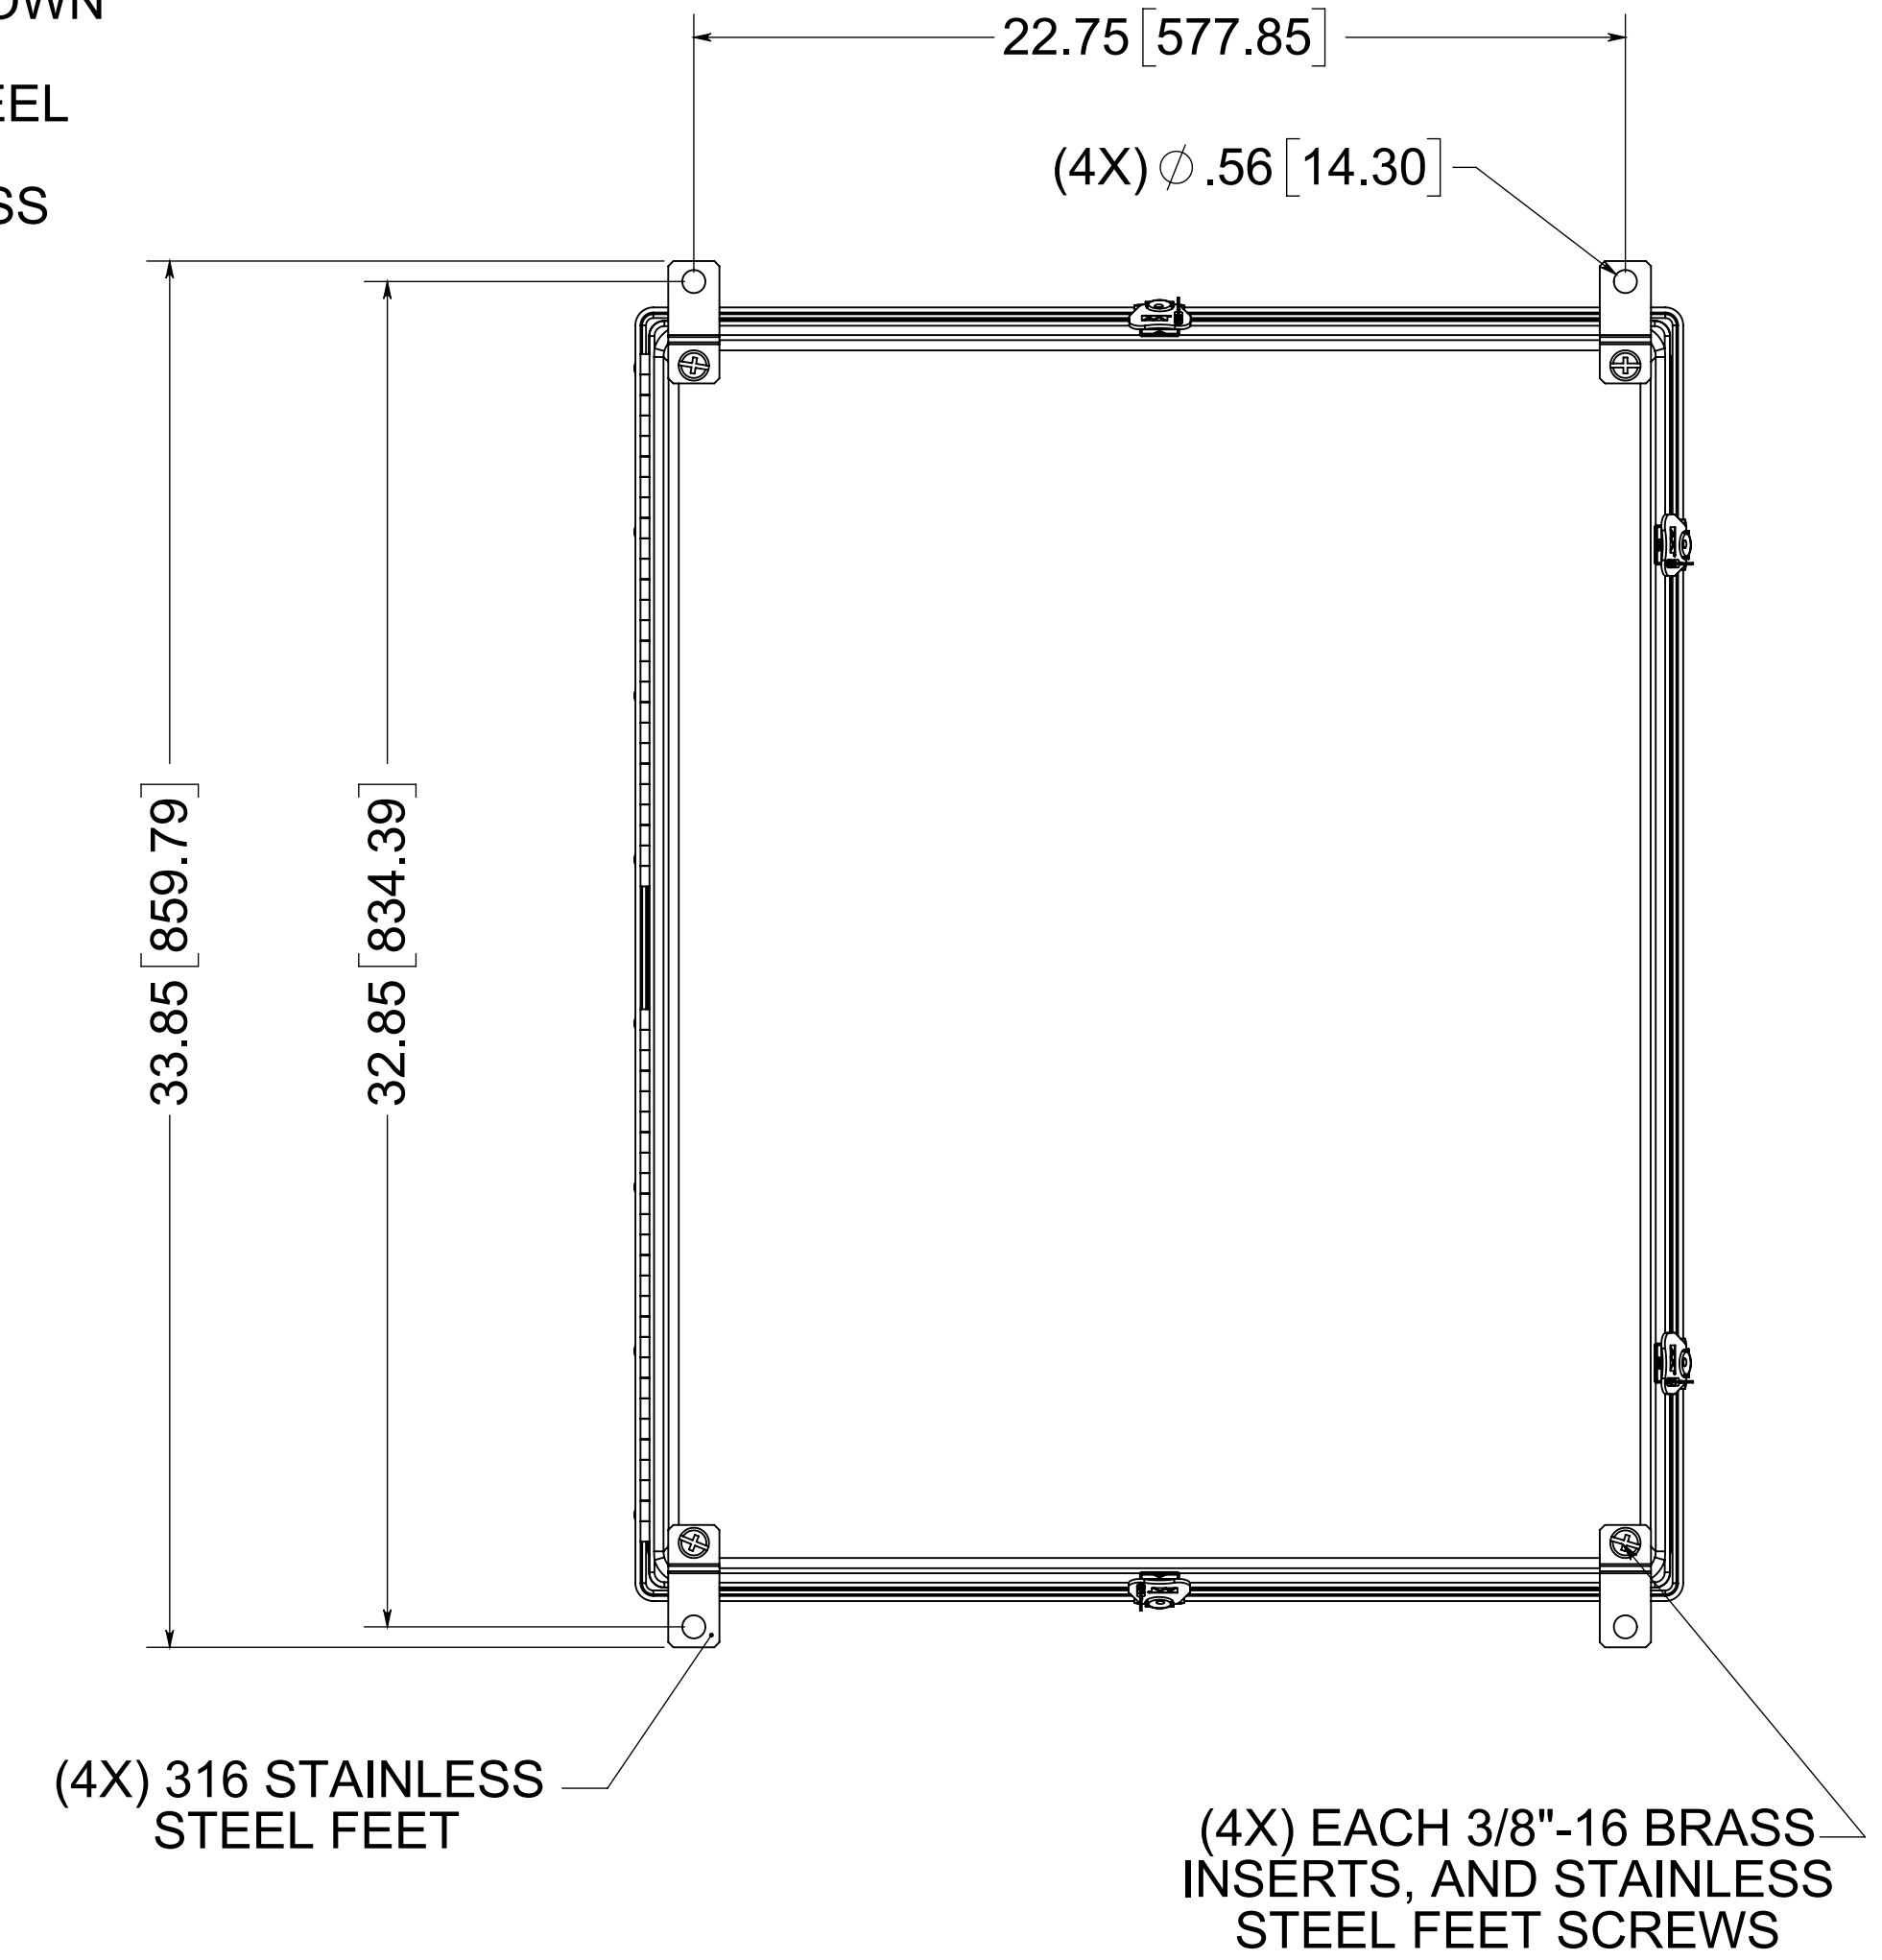 22.75 [577.85]
(4X) ∅ .56 [14.30]
33.85 [859.79]
32.85 [834.39]
(4X) 316 STAINLESS
STEEL FEET
(4X) EACH 3/8"-16 BRASS
INSERTS, AND STAINLESS
STEEL FEET SCREWS